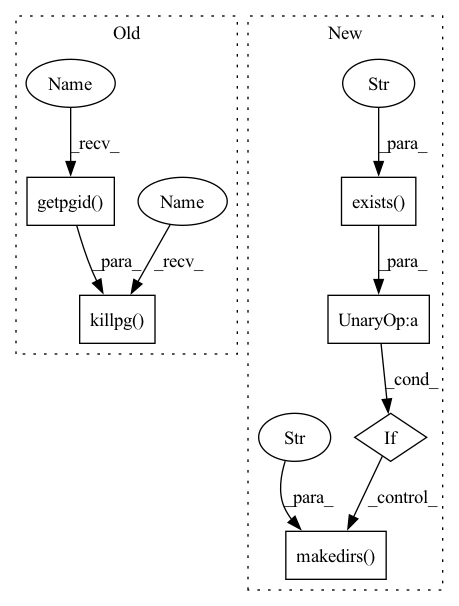 Old
New
Name
Str
_recv_
_para_
getpgid()
Name
exists()
_para_
_recv_
_para_
killpg()
UnaryOp:a
_cond_
Str
If
_para_
_control_
makedirs()